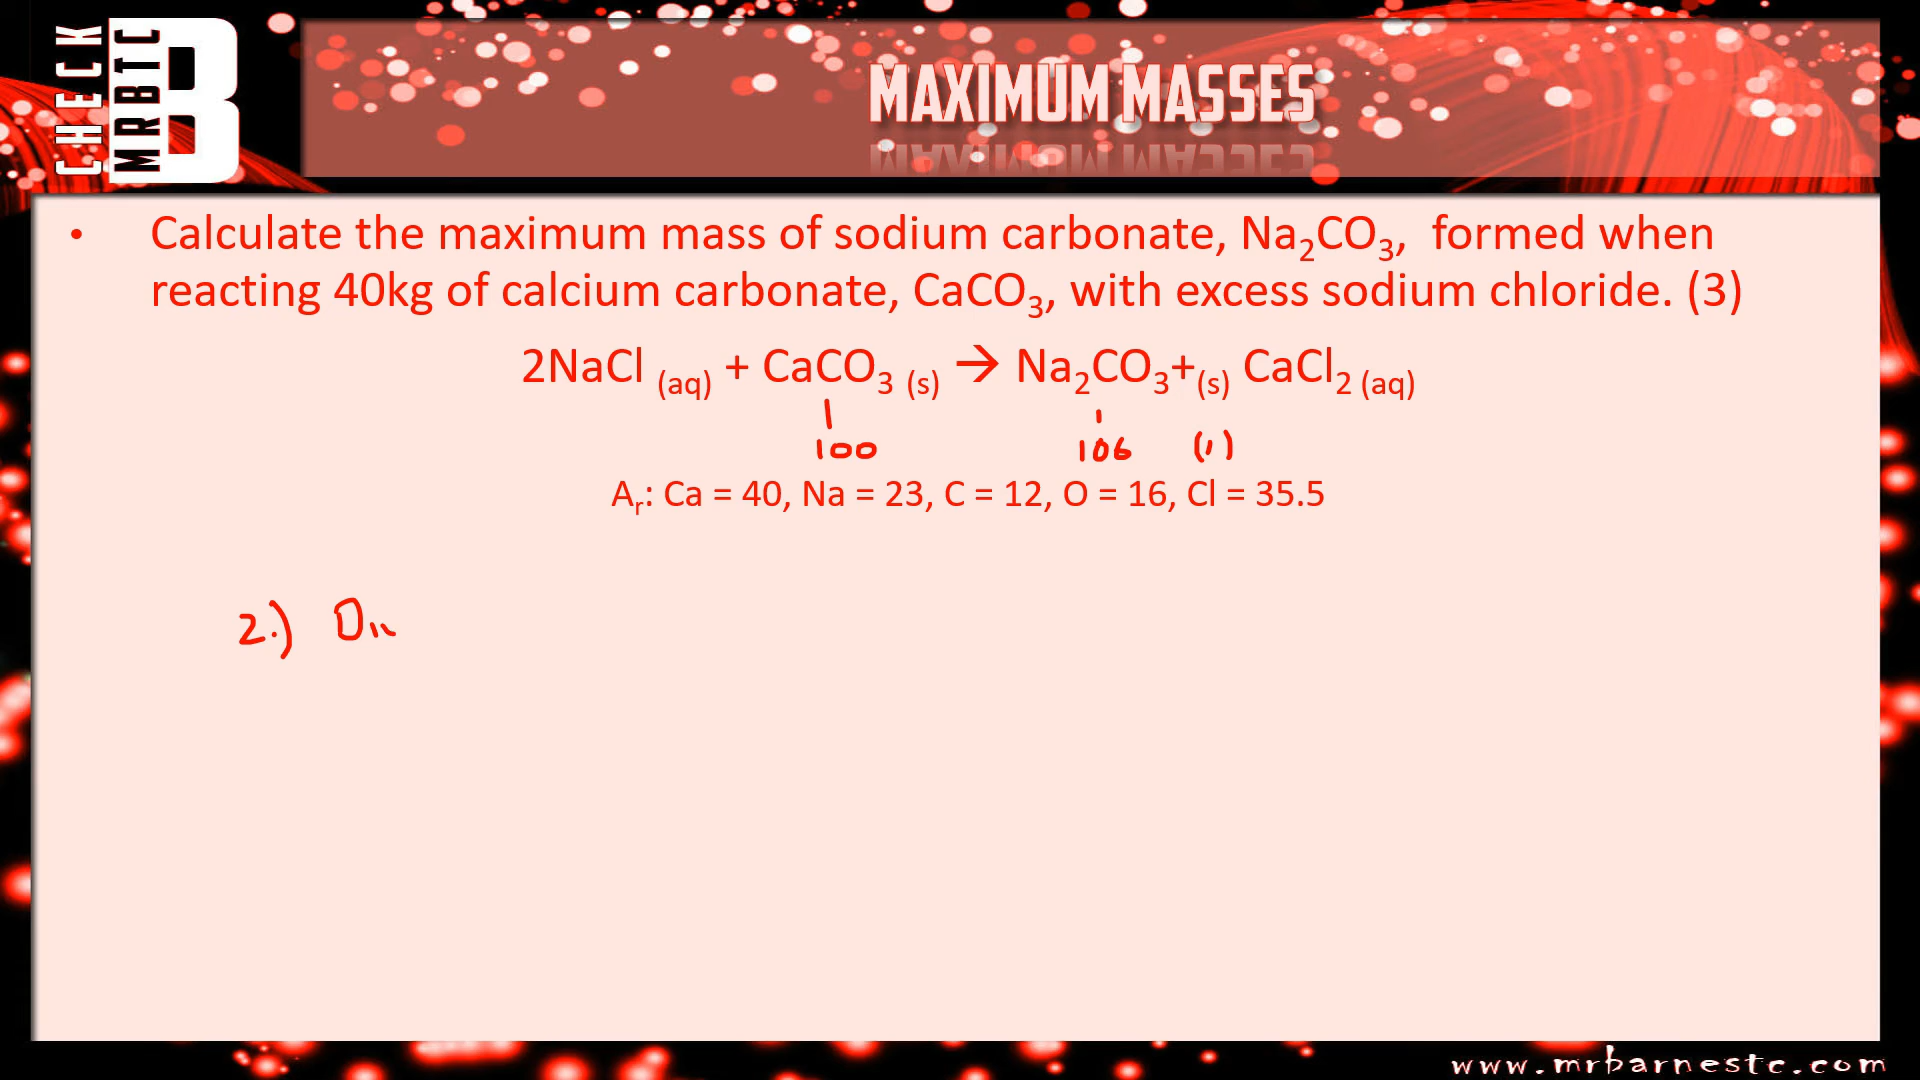 CHECK
MRBTC
B
MAXIMUM MASSES
• Calculate the maximum mass of sodium carbonate, Na₂CO₃, formed when
reacting 40kg of calcium carbonate, CaCO₃, with excess sodium chloride. (3)
2NaCl (aq) + CaCO₃ (s) → Na₂CO₃+(s) CaCl₂ (aq)
100 106 (1)
Aᵣ: Ca = 40, Na = 23, C = 12, O = 16, Cl = 35.5
2.)
www.mrbarnestc.com